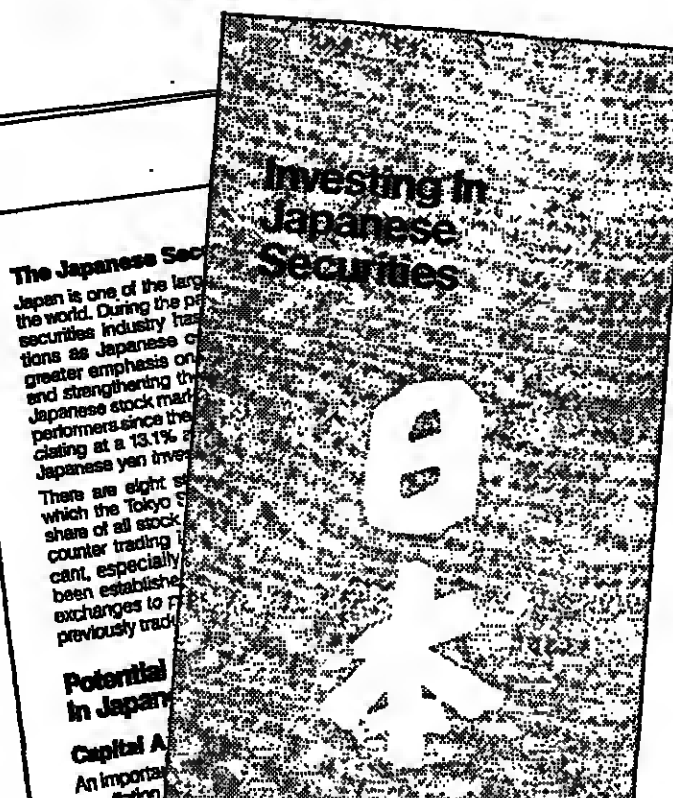 Investing In
Japanese
Securities
日
本
The Japanese Sec
Japan is one of the larg
the world. During the pa
securities industry has
tions as Japanese c
greater emphasis on
and strengthening th
Japanese stock mark
performers since the
ciating at a 13.1% a
Japanese yen inves
There are eight s
which the Tokyo S
share of all stock
counter trading i
cant, especially
been establishe
exchanges to p
previously trad
Potential
In Japan
Capital A
An importa